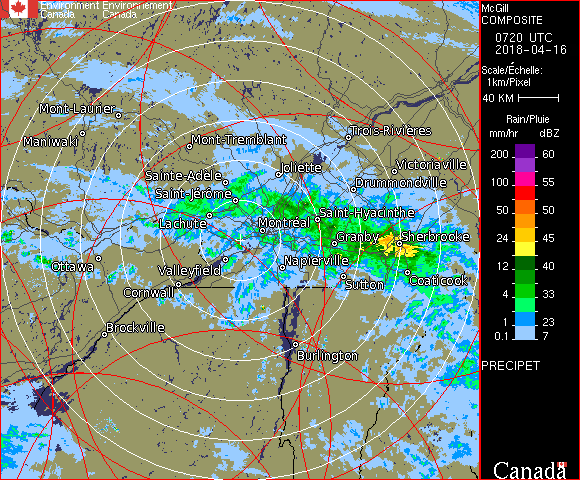 Environment Environnement
Canada Canada
McGill
COMPOSITE
0720 UTC
2018-04-16
Scale/Échelle:
1km/Pixel
40 KM
Rain/Pluie
mm/hr dBZ
200 60
100 55
50 50
24 45
12 40
4 33
1 23
0.1 7
PRECIPET
Canada
Mont-Laurier
Maniwaki
Mont-Tremblant
Trois-Rivières
Joliette
Victoriaville
Sainte-Adèle
Drummondville
Saint-Jérôme
Saint-Hyacinthe
Lachute
Montréal
Granby
Sherbrooke
Ottawa
Valleyfield
Napierville
Coaticook
Sutton
Cornwall
Brockville
Burlington